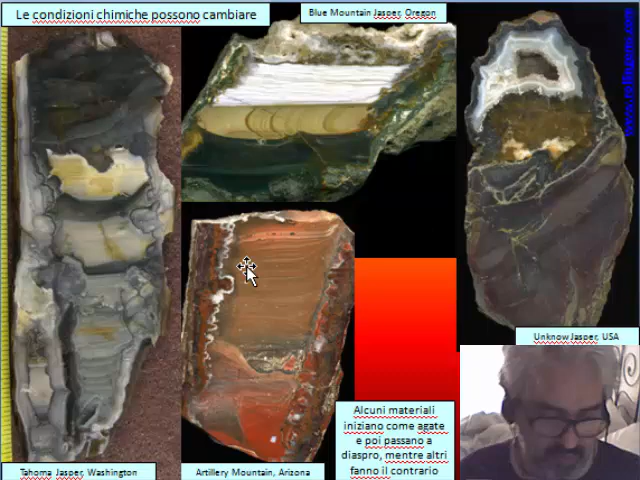 Le condizioni chimiche possono cambiare
Blue Mountain Jasper, Oregon
Unknow Jasper, USA
Alcuni materiali
iniziano come agate
e poi passano a
diaspro, mentre altri
fanno il contrario
Tahoma Jasper, Washington
Artillery Mountain, Arizona